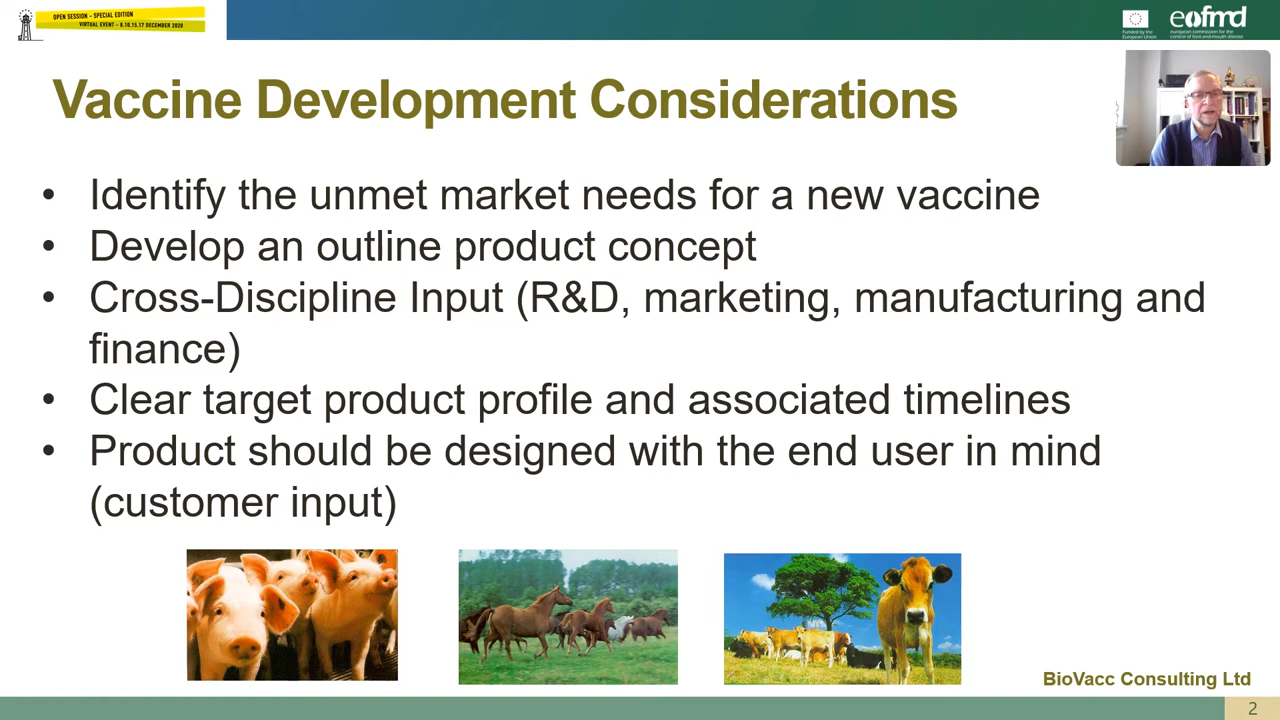 OPEN SESSION - SPECIAL EDITION
VIRTUAL EVENT - 8,10,15,17 DECEMBER 2020
Funded by the
European Union
eofmd
european commission for the
control of foot-and-mouth disease
Vaccine Development Considerations
• Identify the unmet market needs for a new vaccine
• Develop an outline product concept
• Cross-Discipline Input (R&D, marketing, manufacturing and
finance)
• Clear target product profile and associated timelines
• Product should be designed with the end user in mind
(customer input)
BioVacc Consulting Ltd
2